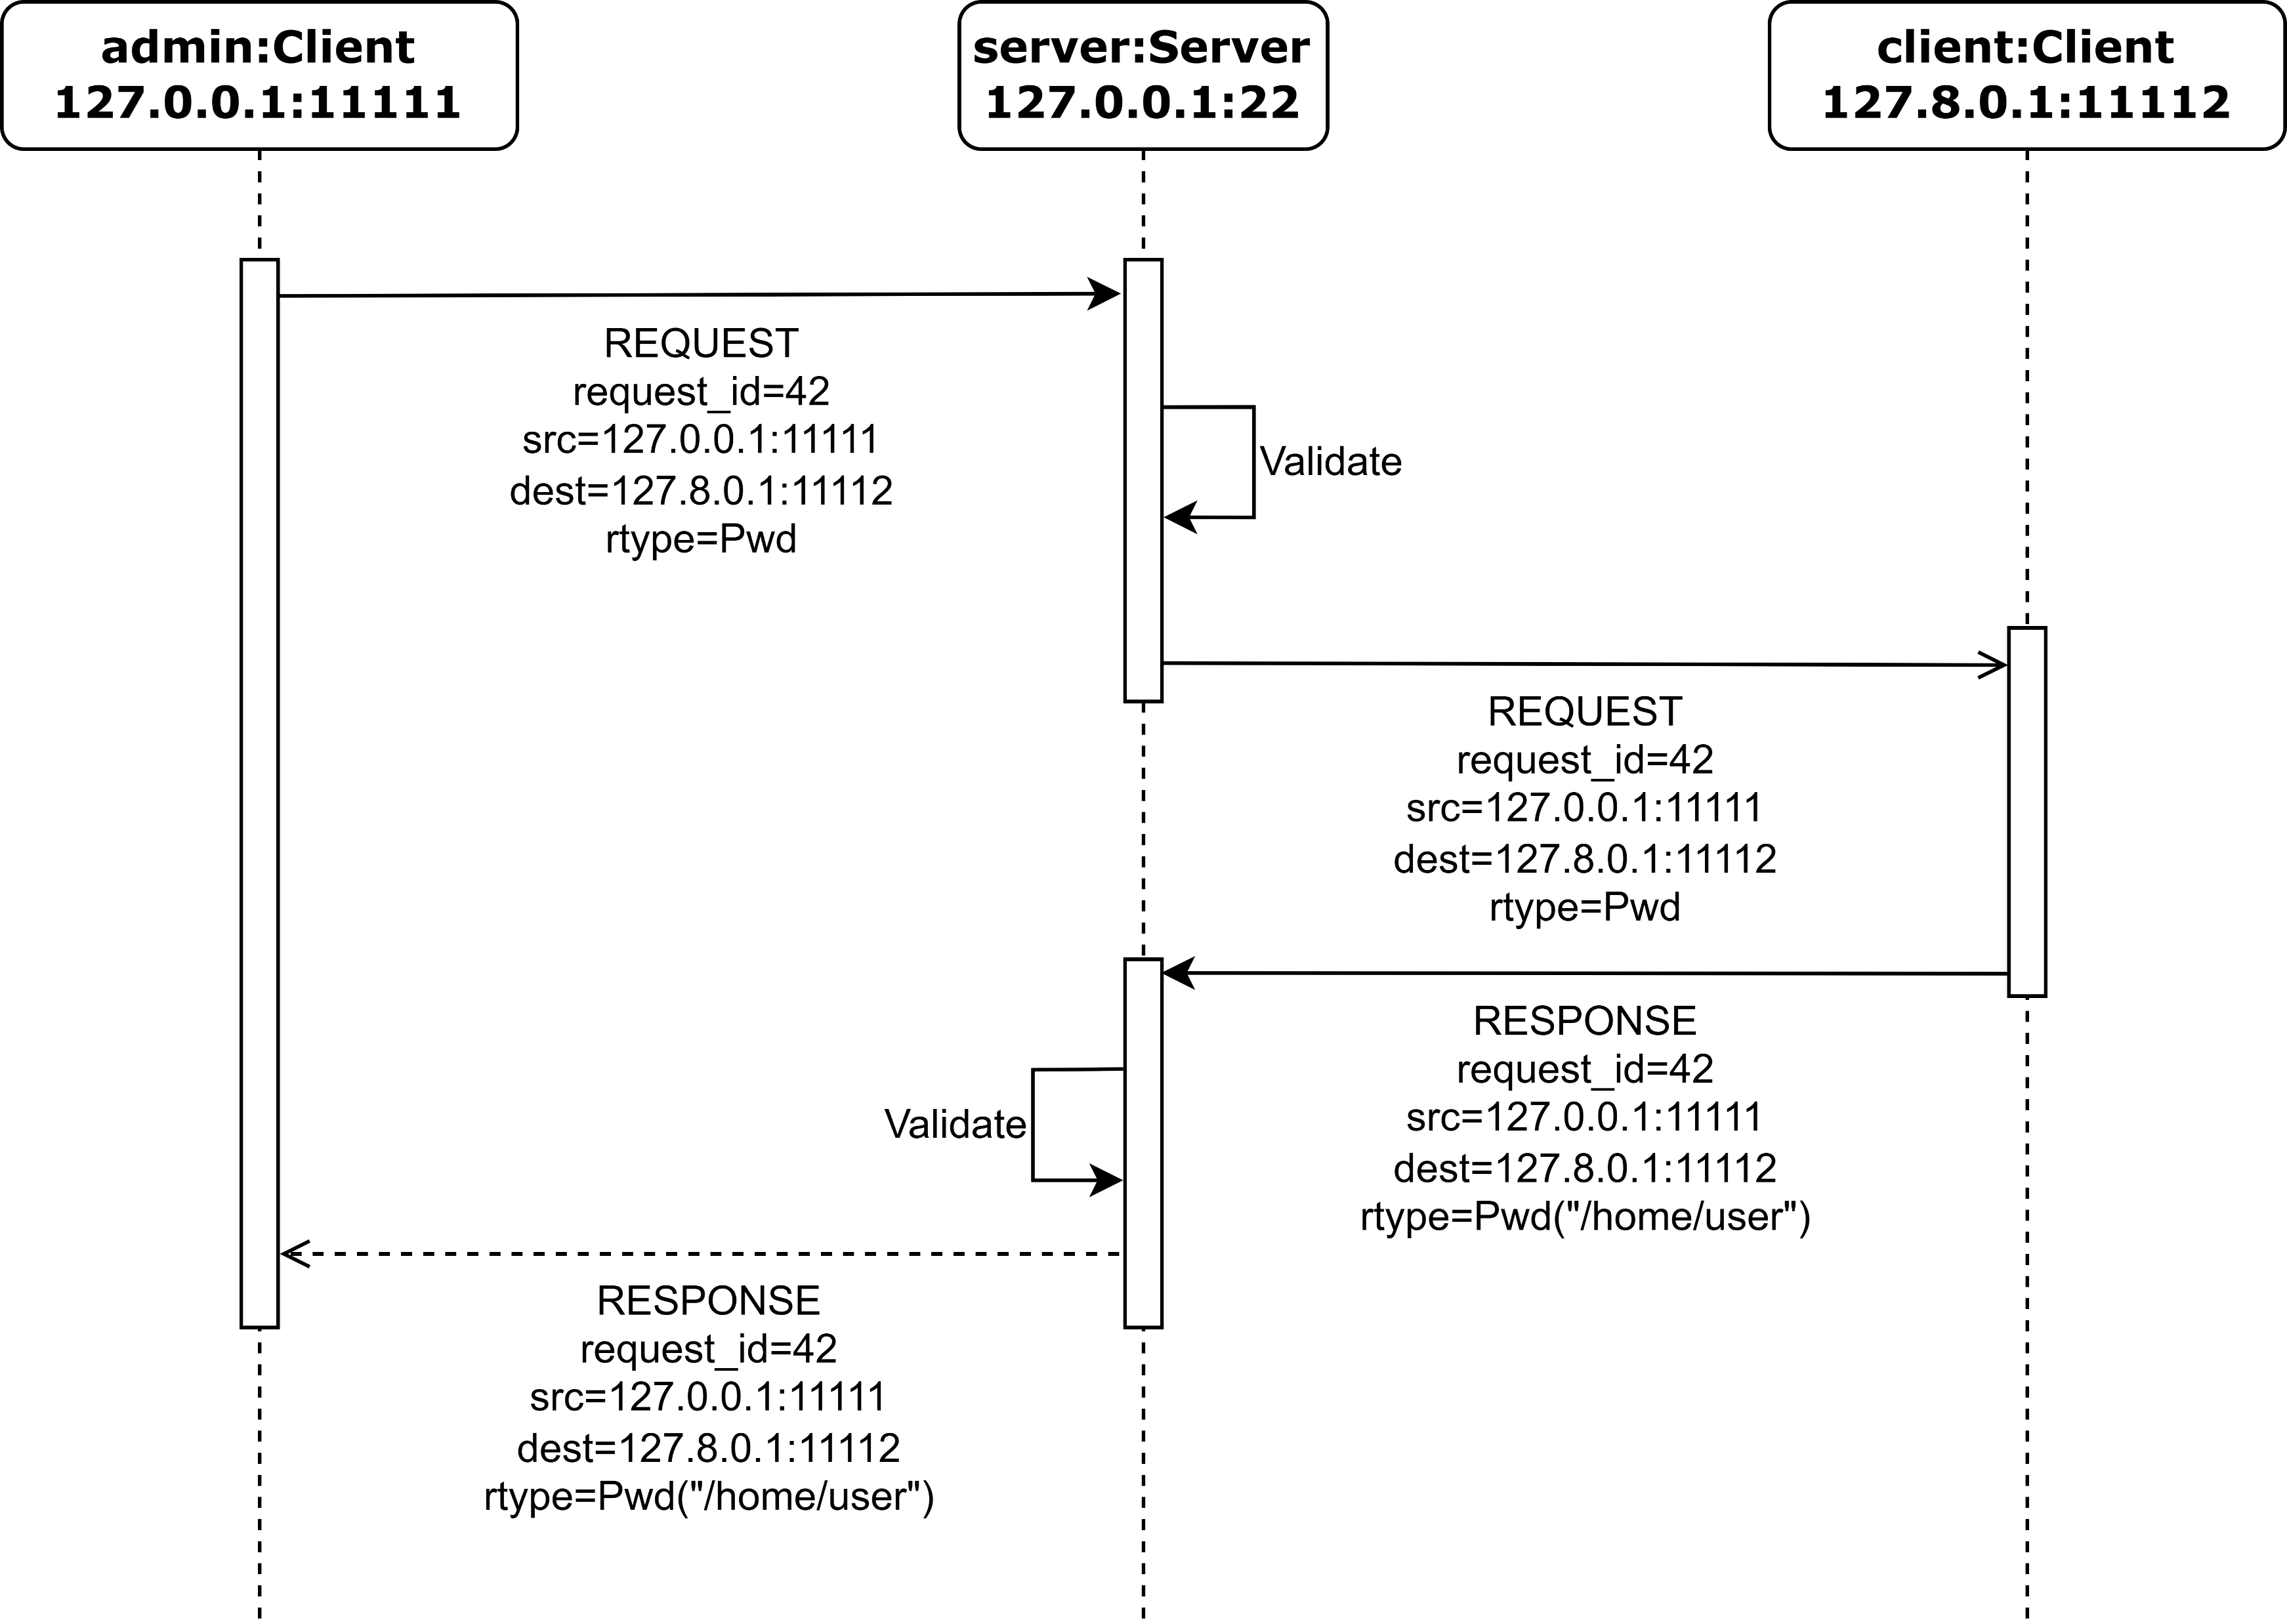 admin:Client
127.0.0.1:11111
server:Server
127.0.0.1:22
client:Client
127.8.0.1:11112
REQUEST
request_id=42
src=127.0.0.1:11111
dest=127.8.0.1:11112
rtype=Pwd
Validate
REQUEST
request_id=42
src=127.0.0.1:11111
dest=127.8.0.1:11112
rtype=Pwd
RESPONSE
request_id=42
src=127.0.0.1:11111
dest=127.8.0.1:11112
rtype=Pwd("/home/user")
Validate
RESPONSE
request_id=42
src=127.0.0.1:11111
dest=127.8.0.1:11112
rtype=Pwd("/home/user")